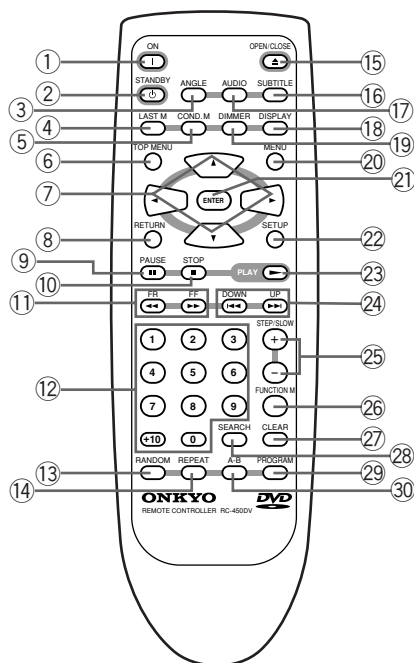 ON OPEN/CLOSE
① ⑮
STANDBY ANGLE AUDIO SUBTITLE
② ⑯
③ ⑰
LAST M COND.M DIMMER DISPLAY
④ ⑱
⑤ ⑲
TOP MENU MENU
⑥ ⑳
⑦ ENTER ㉑
RETURN SETUP
⑧ ㉒
PAUSE STOP PLAY
⑨ ㉓
⑩
FR FF DOWN UP
⑪ ㉔
STEP/SLOW
1 2 3 +
⑫ ㉕
4 5 6 −
FUNCTION M
7 8 9 ㉖
SEARCH CLEAR
+10 0 ㉗
㉘
RANDOM REPEAT A-B PROGRAM
⑬ ㉙
⑭ ㉚
ONKYO DVD
REMOTE CONTROLLER RC-450DV